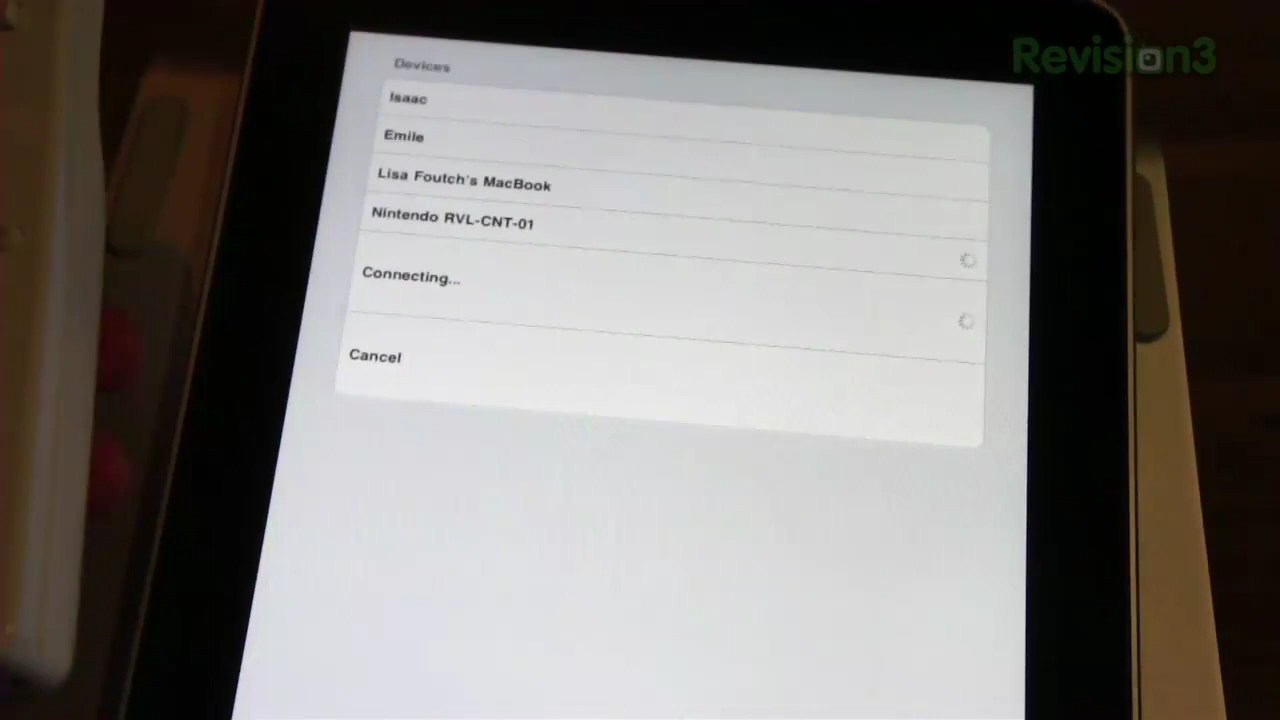 Revision3
Devices
Isaac
Emile
Lisa Foutch's MacBook
Nintendo RVL-CNT-01
Connecting...
Cancel